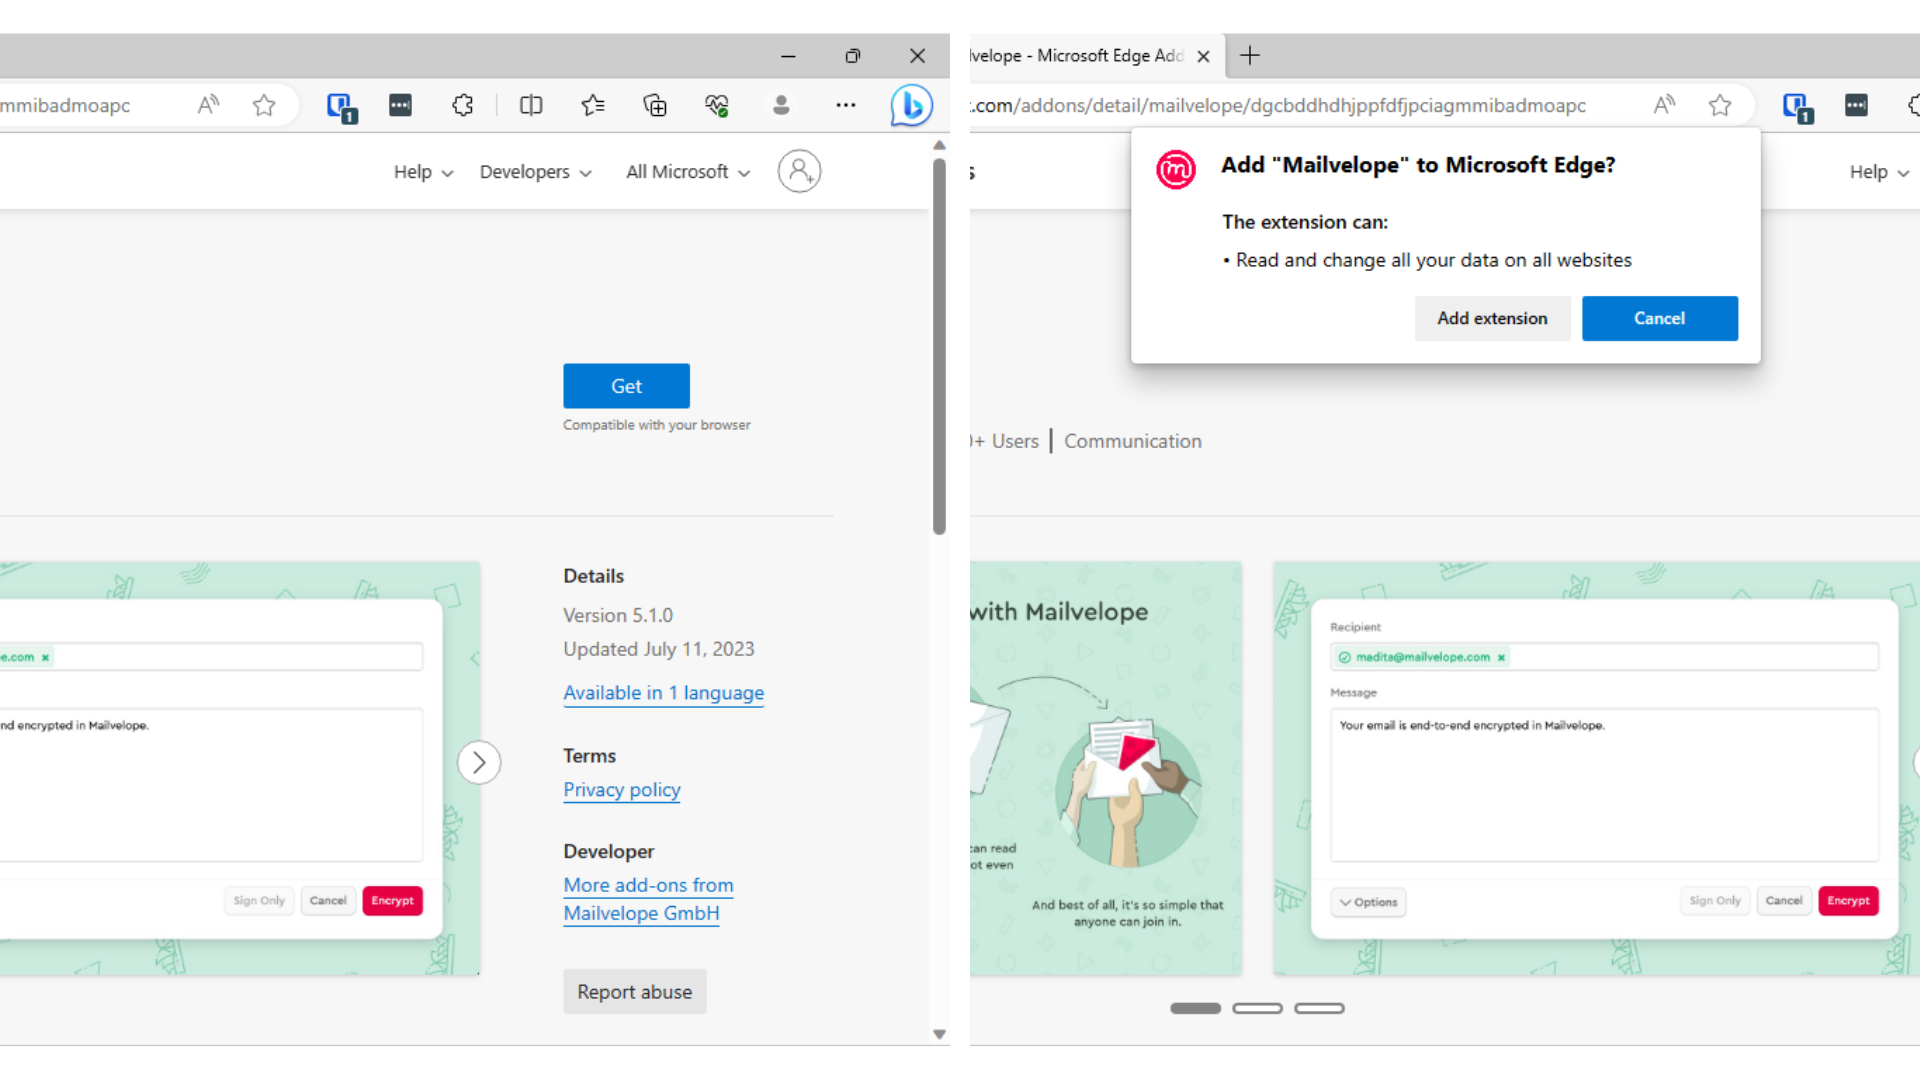 mmibadmoapc
A
1
b
Help
Developers
All Microsoft
Get
Compatible with your browser
Details
Version 5.1.0
Updated July 11, 2023
Available in 1 language
Terms
Privacy policy
Developer
More add-ons from
Mailvelope GmbH
Report abuse
e.com ×
nd encrypted in Mailvelope.
Sign Only
Cancel
Encrypt
lvelope - Microsoft Edge Add
.com/addons/detail/mailvelope/dgcbddhdhjppfdfjpciagmmibadmoapc
A
1
s
Help
m
Add "Mailvelope" to Microsoft Edge?
The extension can:
• Read and change all your data on all websites
Add extension
Cancel
+ Users | Communication
with Mailvelope
can read
ot even
And best of all, it's so simple that
anyone can join in.
Recipient
madita@mailvelope.com ×
Message
Your email is end-to-end encrypted in Mailvelope.
Options
Sign Only
Cancel
Encrypt